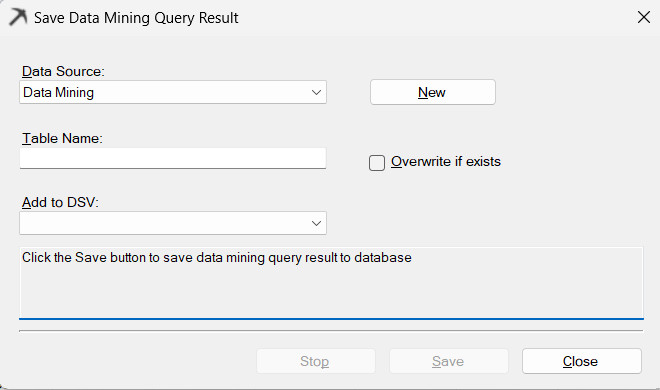 Save Data Mining Query Result
Data Source:
Data Mining
New
Table Name:
Overwrite if exists
Add to DSV:
Click the Save button to save data mining query result to database
Stop
Save
Close